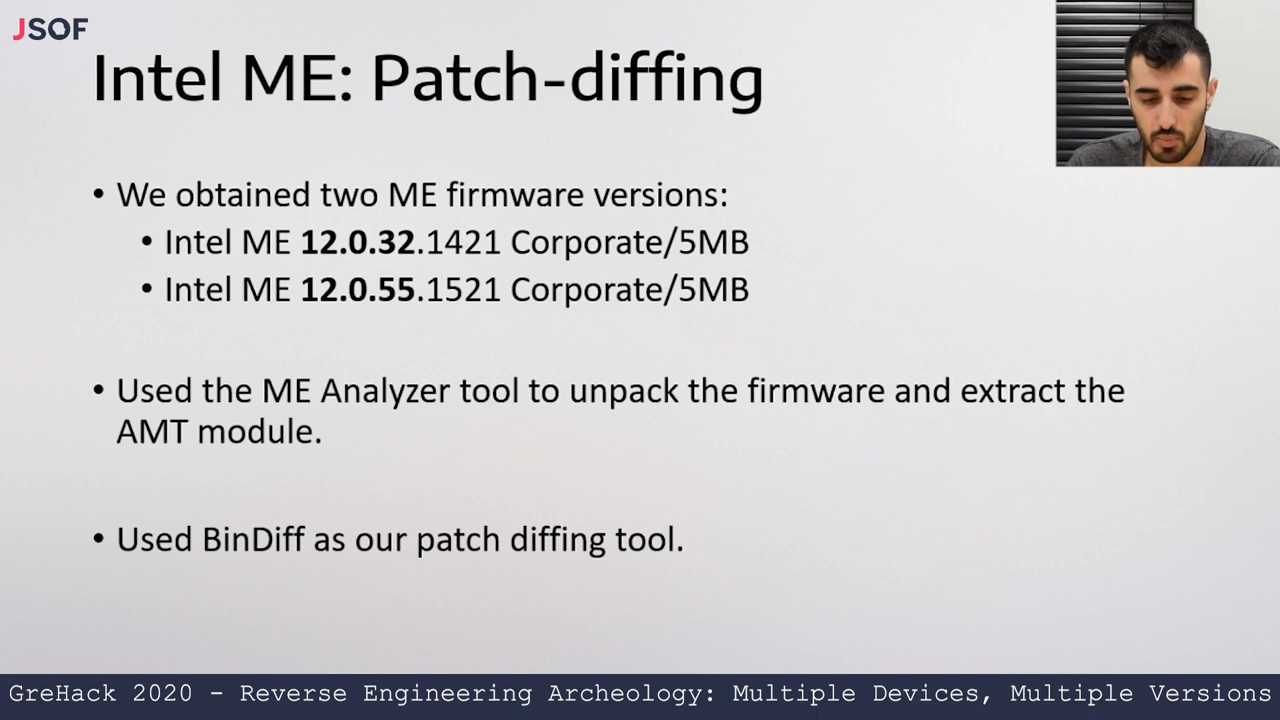 JSOF
Intel ME: Patch-diffing
• We obtained two ME firmware versions:
• Intel ME 12.0.32.1421 Corporate/5MB
• Intel ME 12.0.55.1521 Corporate/5MB
• Used the ME Analyzer tool to unpack the firmware and extract the
AMT module.
• Used BinDiff as our patch diffing tool.
GreHack 2020 - Reverse Engineering Archeology: Multiple Devices, Multiple Versions